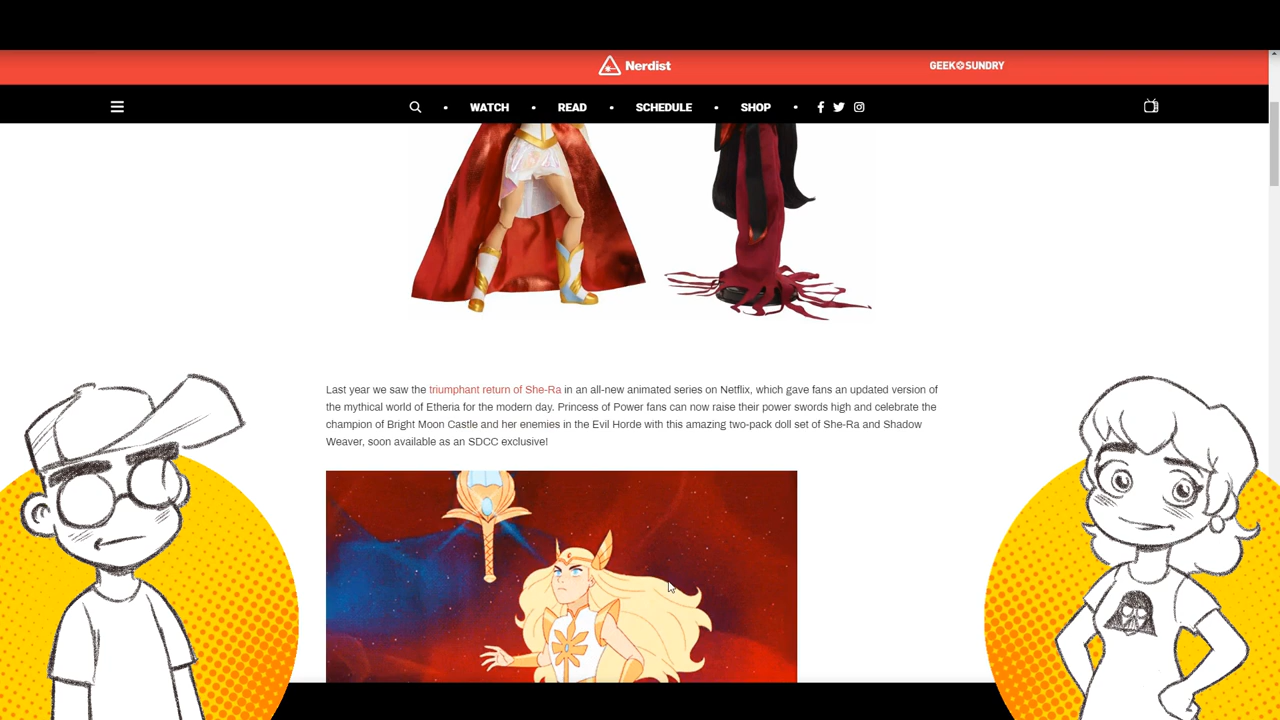 Nerdist
GEEK SUNDRY
WATCH READ SCHEDULE SHOP
Last year we saw the triumphant return of She-Ra in an all-new animated series on Netflix, which gave fans an updated version of
the mythical world of Etheria for the modern day. Princess of Power fans can now raise their power swords high and celebrate the
champion of Bright Moon Castle and her enemies in the Evil Horde with this amazing two-pack doll set of She-Ra and Shadow
Weaver, soon available as an SDCC exclusive!